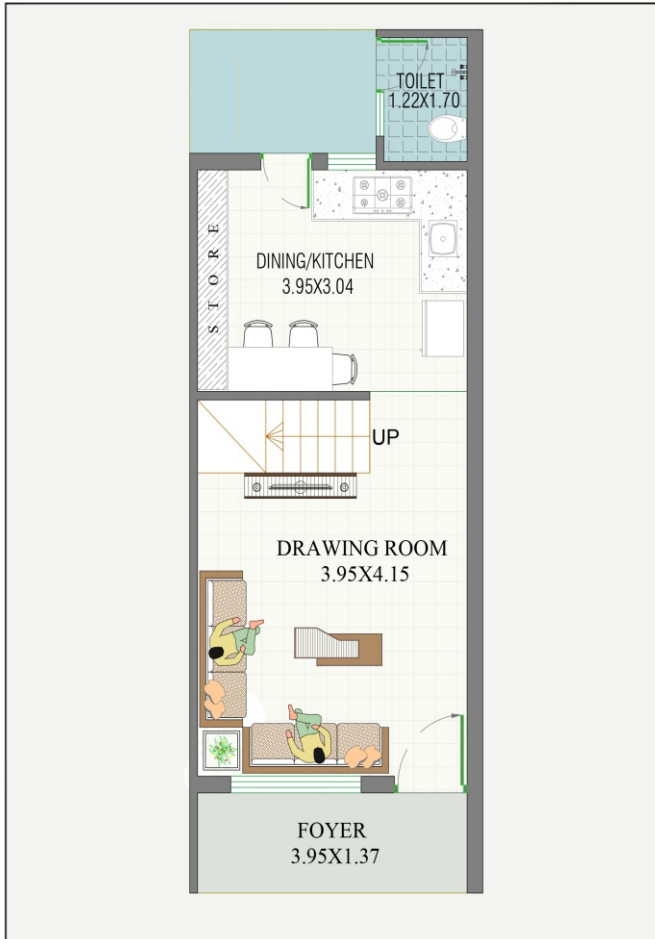 TOILET
1.22X1.70
DINING/KITCHEN
3.95X3.04
STORE
UP
DRAWING ROOM
3.95X4.15
FOYER
3.95X1.37